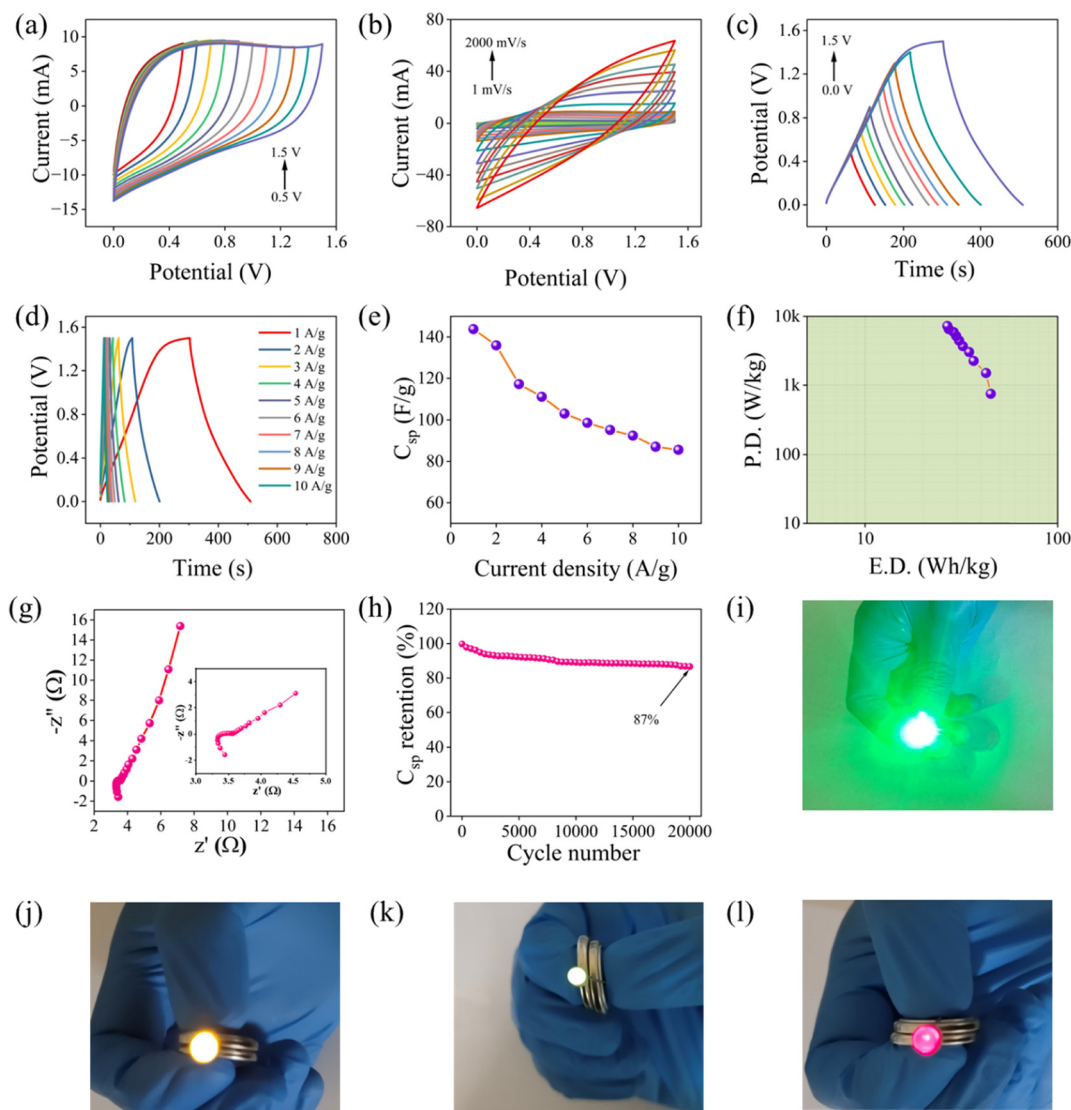 (a)
Current (mA)
10
5
0
−5
−10
−15
1.5 V
0.5 V
0.0 0.4 0.8 1.2 1.6
Potential (V)
(b)
Current (mA)
80
40
0
−40
−80
2000 mV/s
1 mV/s
0.0 0.4 0.8 1.2 1.6
Potential (V)
(c)
Potential (V)
1.6
1.2
0.8
0.4
0.0
1.5 V
0.0 V
0 200 400 600
Time (s)
(d)
Potential (V)
1.6
1.2
0.8
0.4
0.0
1 A/g
2 A/g
3 A/g
4 A/g
5 A/g
6 A/g
7 A/g
8 A/g
9 A/g
10 A/g
0 200 400 600 800
Time (s)
(e)
Csp (F/g)
140
120
100
80
60
0 2 4 6 8 10
Current density (A/g)
(f)
P.D. (W/kg)
10k
1k
100
10
10 100
E.D. (Wh/kg)
(g)
-z'' (Ω)
16
14
12
10
8
6
4
2
0
-2
2 4 6 8 10 12 14 16
z' (Ω)
-z'' (Ω)
4
2
0
-2
3.0 3.5 4.0 4.5 5.0
z' (Ω)
(h)
Csp retention (%)
120
100
80
60
40
20
0
87%
0 5000 10000 15000 20000
Cycle number
(i)
(j)
(k)
(l)